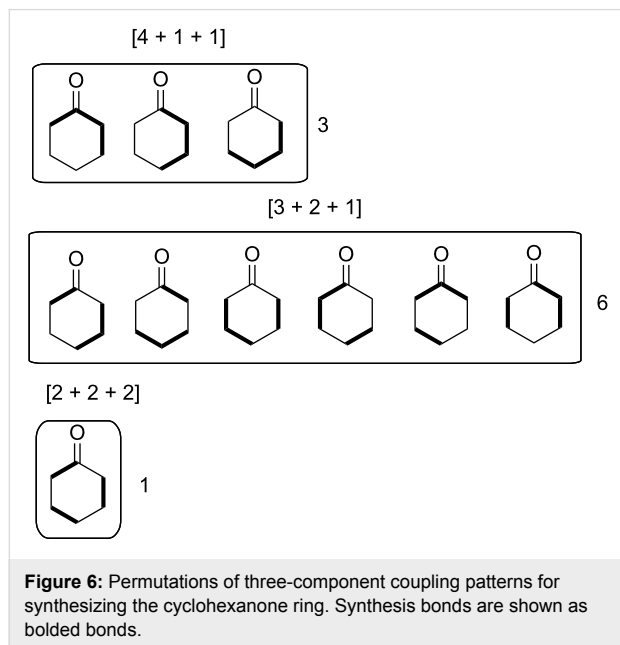 [4 + 1 + 1]
O O O
3
[3 + 2 + 1]
O O O O O O
6
[2 + 2 + 2]
O
1
Figure 6: Permutations of three-component coupling patterns for
synthesizing the cyclohexanone ring. Synthesis bonds are shown as
bolded bonds.